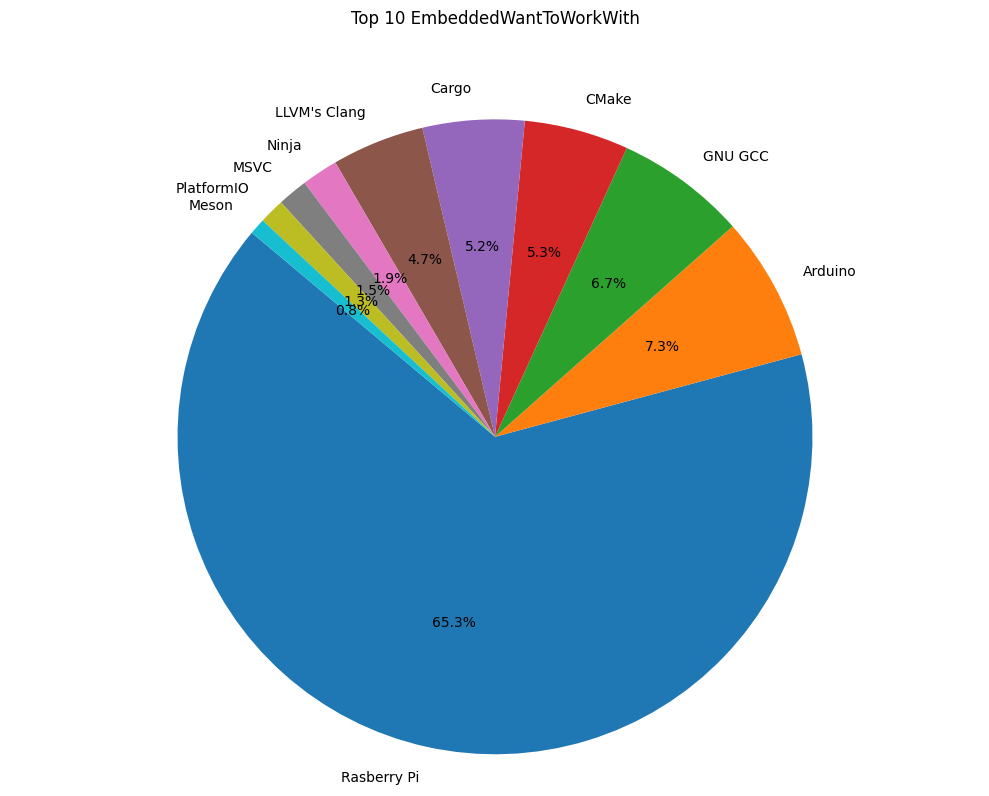 Top 10 EmbeddedWantToWorkWith
Cargo
CMake
LLVM's Clang
GNU GCC
Ninja
MSVC
PlatformIO
Meson
Arduino
5.2%
5.3%
4.7%
6.7%
1.9%
1.5%
1.3%
0.8%
7.3%
65.3%
Rasberry Pi